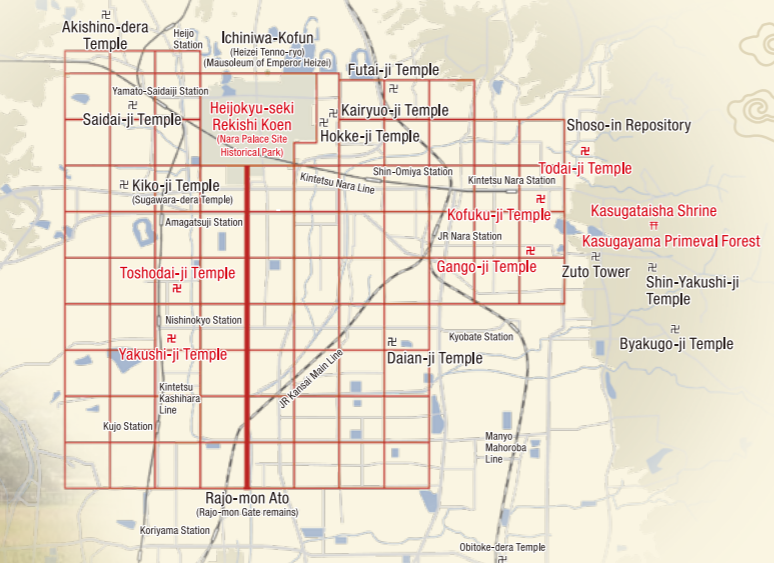 Akishino-dera
Temple
Heijo
Station
Ichiniwa-Kofun
(Heizei Tenno-ryo)
(Mausoleum of Emperor Heizei)
Futai-ji Temple
Yamato-Saidaiji Station
Saidai-ji Temple
Heijokyu-seki
Rekishi Koen
(Nara Palace Site
Historical Park)
Kairyuo-ji Temple
Hokke-ji Temple
Shoso-in Repository
Todai-ji Temple
Shin-Omiya Station
Kintetsu Nara Line
Kintetsu Nara Station
Kiko-ji Temple
(Sugawara-dera Temple)
Kofuku-ji Temple
Kasugataisha Shrine
Kasugayama Primeval Forest
Amagatsuji Station
JR Nara Station
Gango-ji Temple
Zuto Tower
Toshodai-ji Temple
Shin-Yakushi-ji
Temple
Nishinokyo Station
Kyobate Station
Byakugo-ji Temple
Yakushi-ji Temple
Daian-ji Temple
JR Kansai Main Line
Kintetsu
Kashihara
Line
Kujo Station
Manyo
Mahoroba
Line
Rajo-mon Ato
(Rajo-mon Gate remains)
Koriyama Station
Obitoke-dera Temple